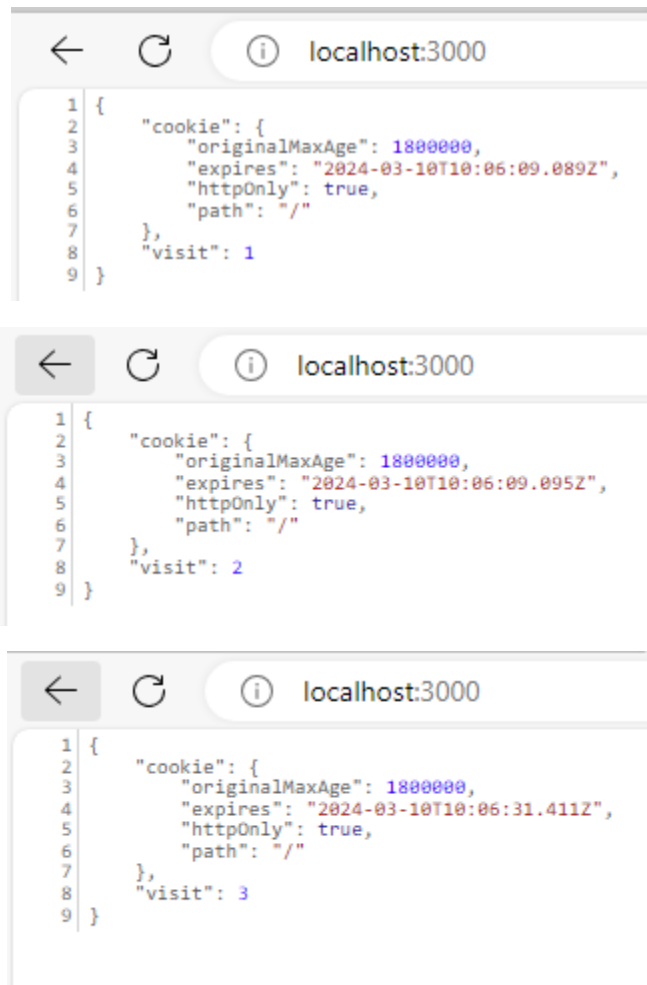 localhost:3000
1 {
2 "cookie": {
3 "originalMaxAge": 1800000,
4 "expires": "2024-03-10T10:06:09.089Z",
5 "httpOnly": true,
6 "path": "/"
7 },
8 "visit": 1
9 }
localhost:3000
1 {
2 "cookie": {
3 "originalMaxAge": 1800000,
4 "expires": "2024-03-10T10:06:09.095Z",
5 "httpOnly": true,
6 "path": "/"
7 },
8 "visit": 2
9 }
localhost:3000
1 {
2 "cookie": {
3 "originalMaxAge": 1800000,
4 "expires": "2024-03-10T10:06:31.411Z",
5 "httpOnly": true,
6 "path": "/"
7 },
8 "visit": 3
9 }